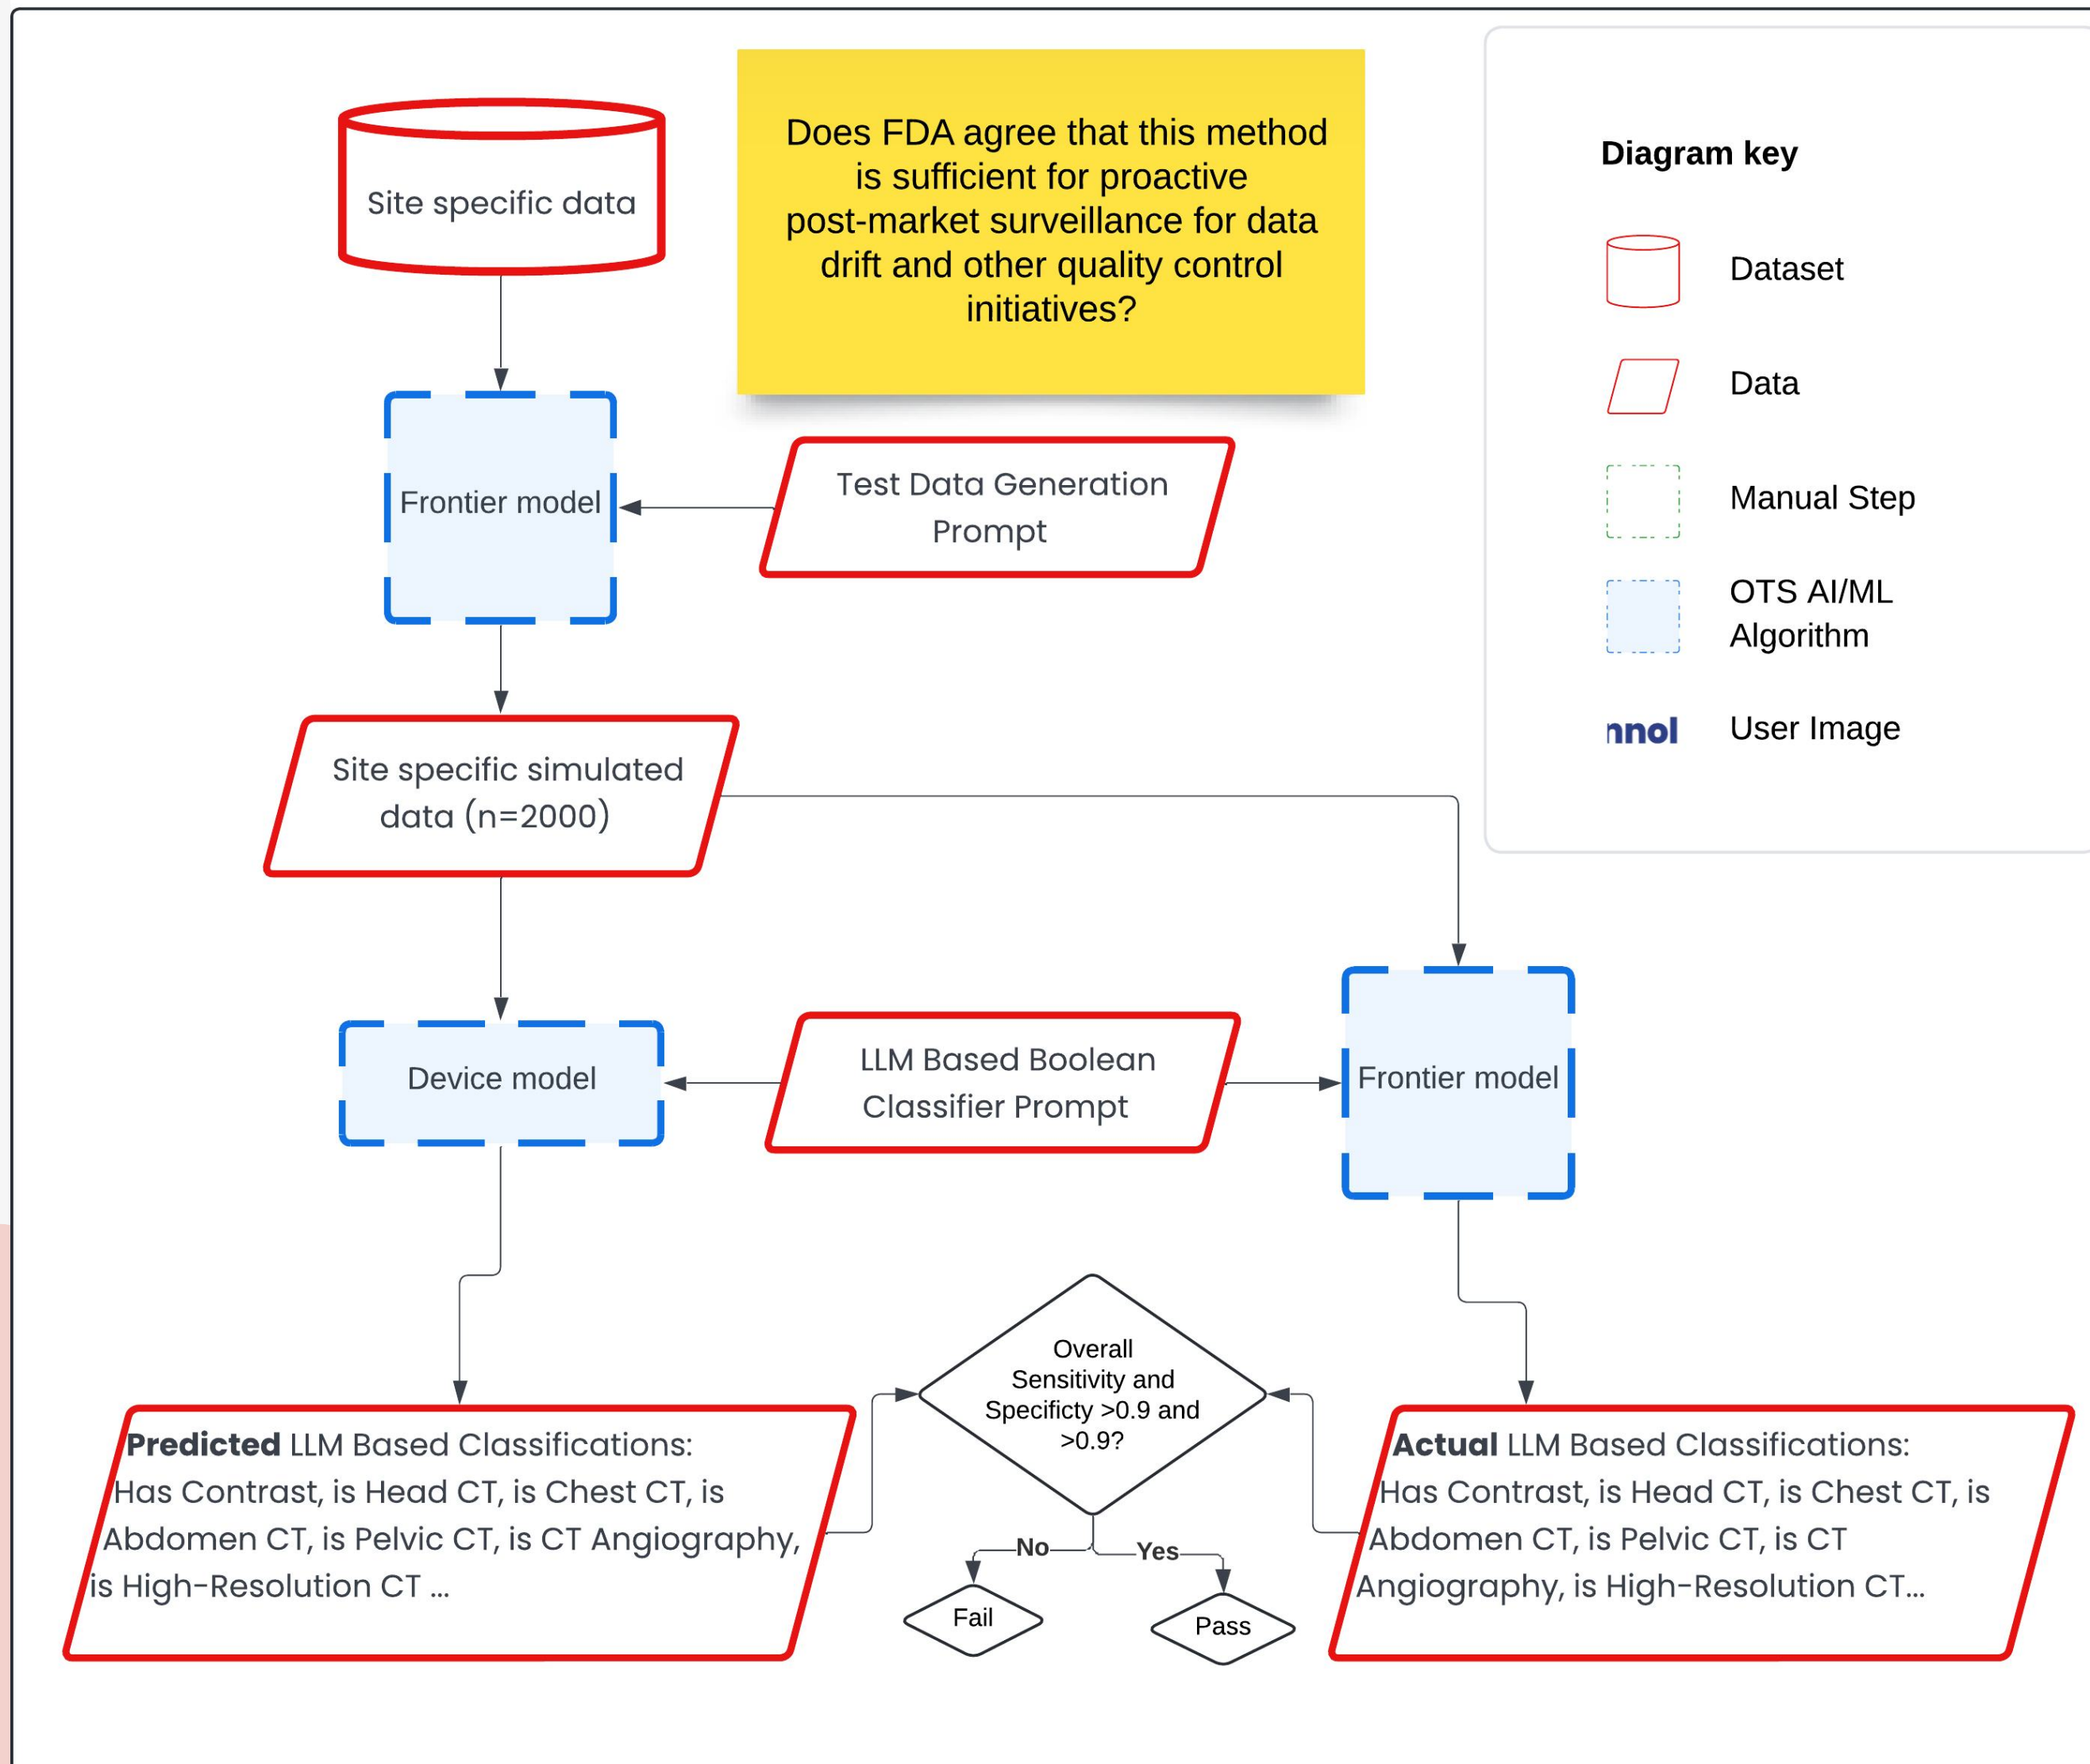 Site specific data
Does FDA agree that this method
is sufficient for proactive
post-market surveillance for data
drift and other quality control
initiatives?
Diagram key
Dataset
Data
Manual Step
OTS AI/ML
Algorithm
nnol
User Image
Frontier model
Test Data Generation
Prompt
Site specific simulated
data (n=2000)
Device model
LLM Based Boolean
Classifier Prompt
Frontier model
Overall
Sensitivity and
Specificty >0.9 and
>0.9?
Predicted LLM Based Classifications:
Has Contrast, is Head CT, is Chest CT, is
Abdomen CT, is Pelvic CT, is CT Angiography,
is High-Resolution CT ...
No
Yes
Fail
Pass
Actual LLM Based Classifications:
Has Contrast, is Head CT, is Chest CT, is
Abdomen CT, is Pelvic CT, is CT
Angiography, is High-Resolution CT...